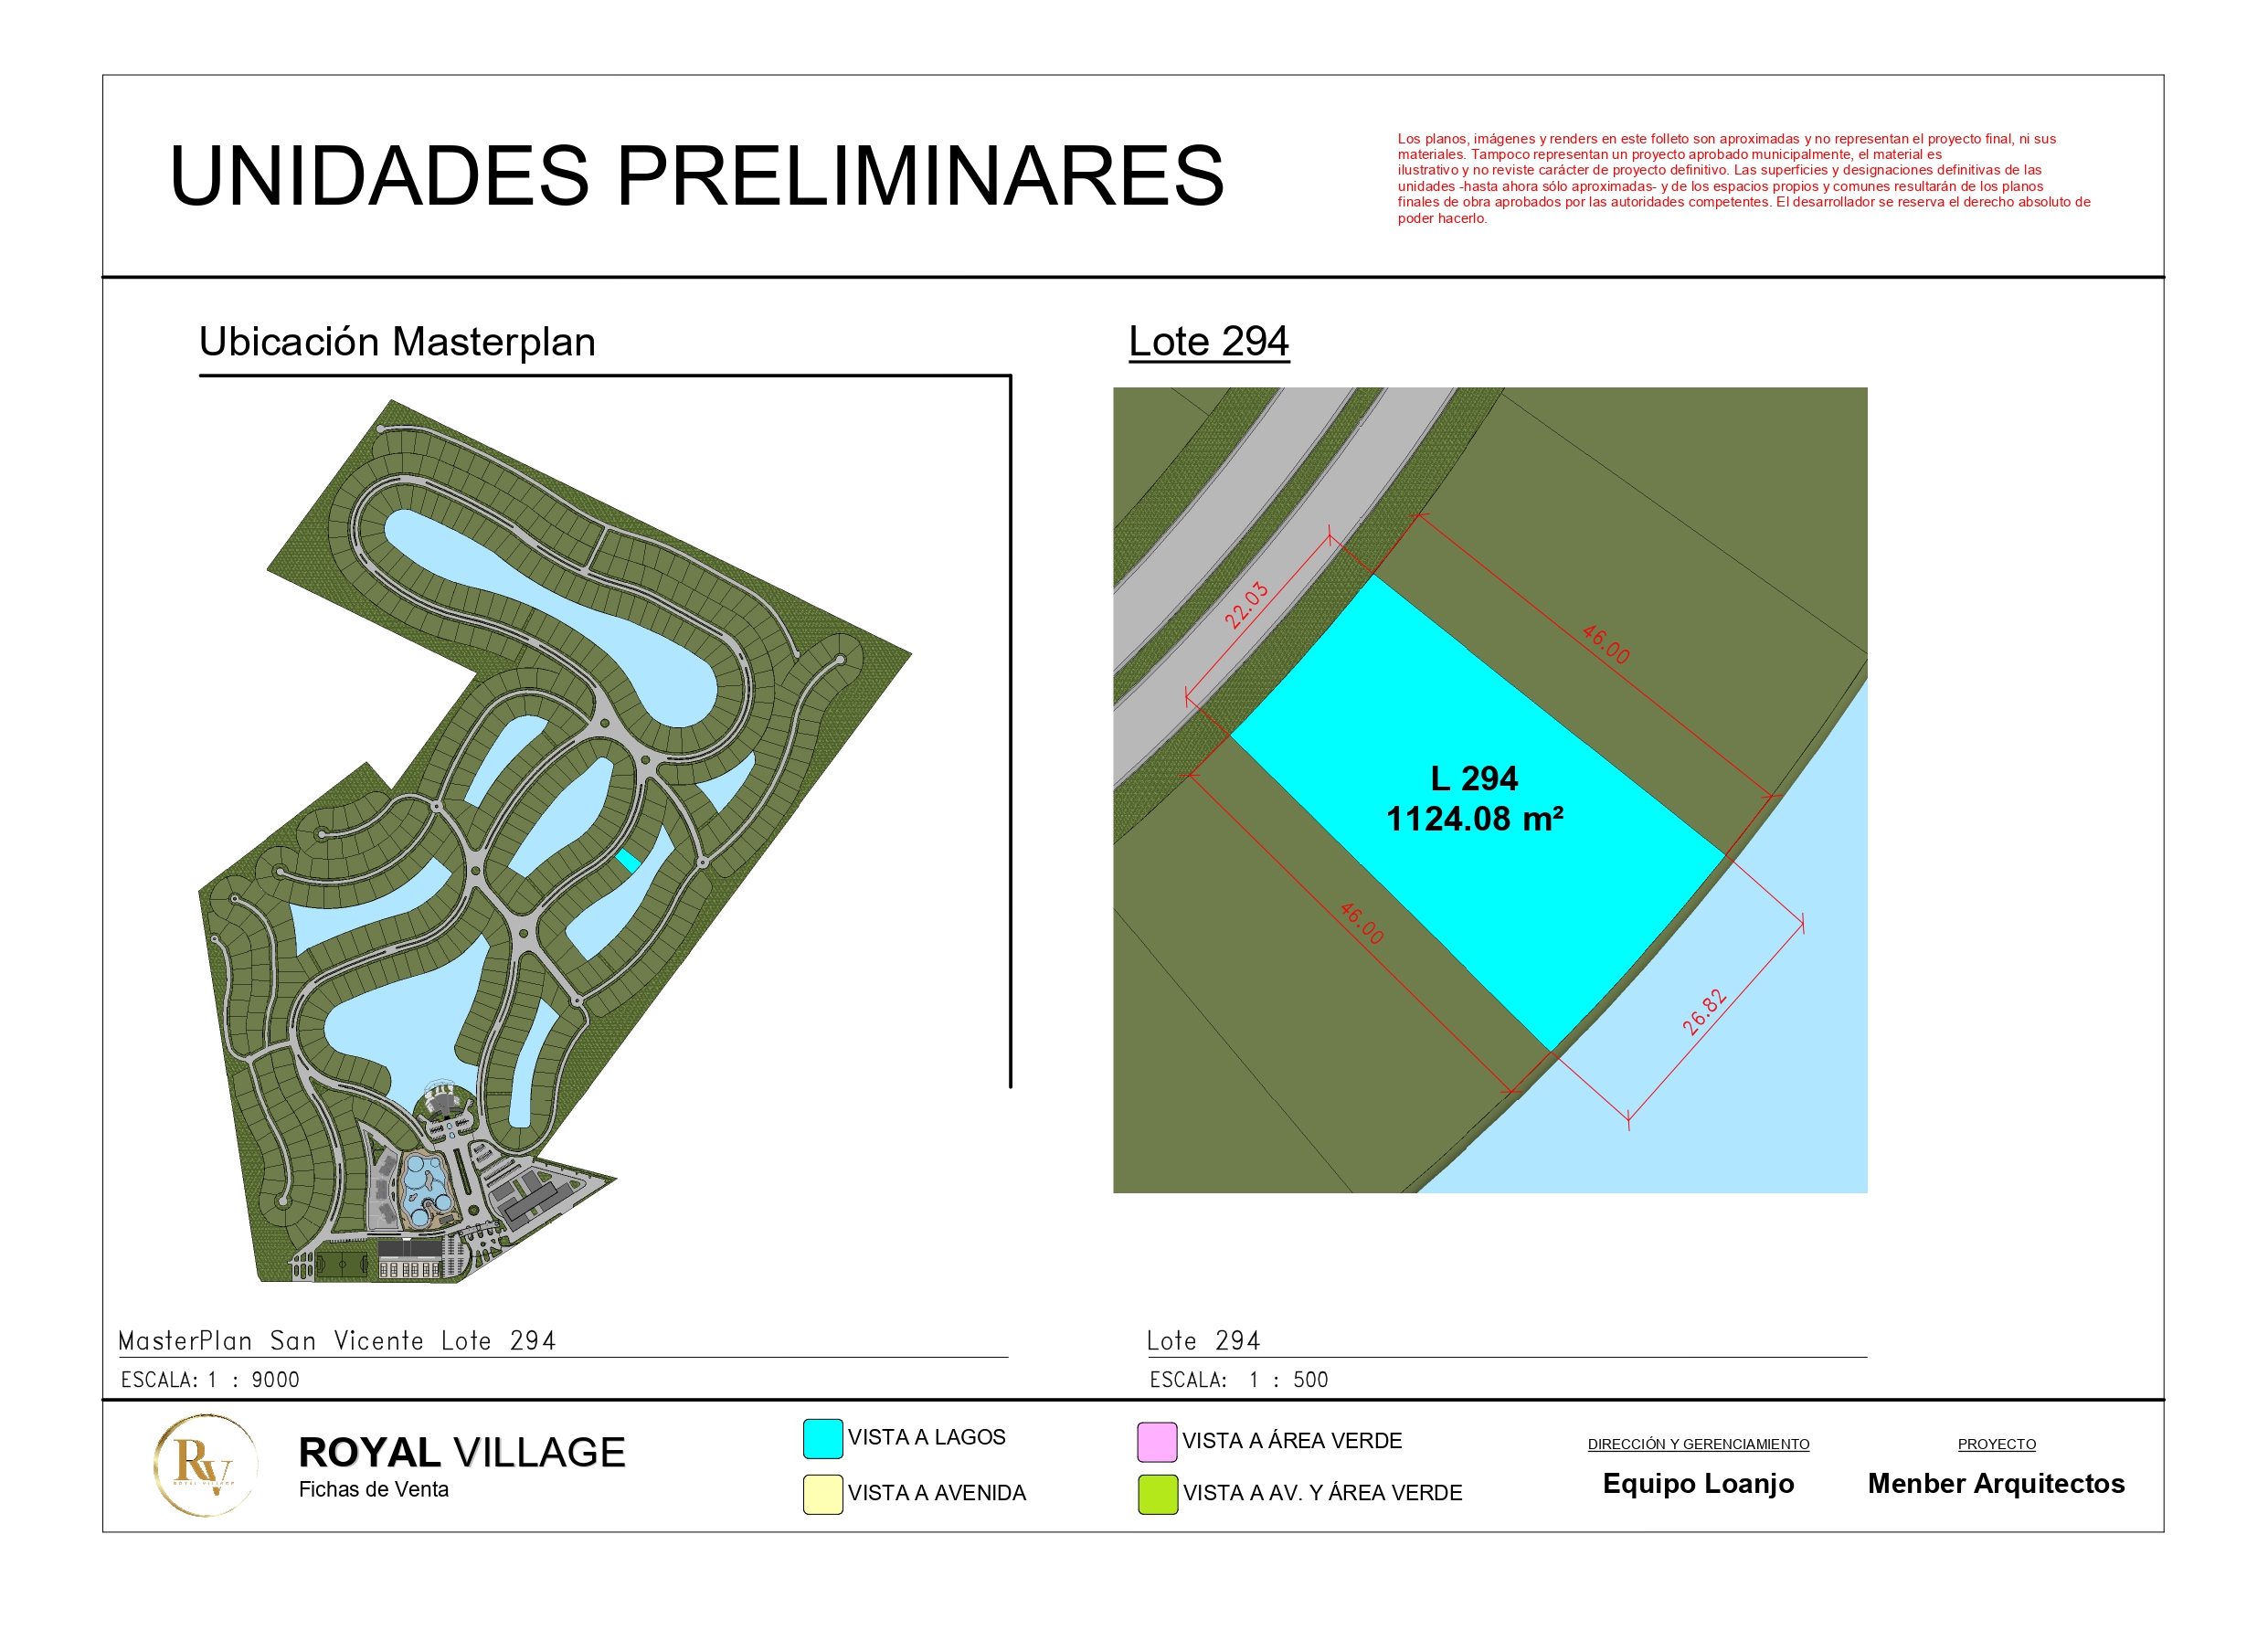 UNIDADES PRELIMINARES
Los planos, imágenes y renders en este folleto son aproximadas y no representan el proyecto final, ni sus
materiales. Tampoco representan un proyecto aprobado municipalmente, el material es
ilustrativo y no reviste carácter de proyecto definitivo. Las superficies y designaciones definitivas de las
unidades -hasta ahora sólo aproximadas- y de los espacios propios y comunes resultarán de los planos
finales de obra aprobados por las autoridades competentes. El desarrollador se reserva el derecho absoluto de
poder hacerlo.
Ubicación Masterplan
Lote 294
22.03
46.00
L 294
1124.08 m²
46.00
26.82
MasterPlan San Vicente Lote 294
ESCALA: 1 : 9000
Lote 294
ESCALA: 1 : 500
RV
ROYAL VILLAGE
ROYAL VILLAGE
Fichas de Venta
VISTA A LAGOS
VISTA A AVENIDA
VISTA A ÁREA VERDE
VISTA A AV. Y ÁREA VERDE
DIRECCIÓN Y GERENCIAMIENTO
Equipo Loanjo
PROYECTO
Menber Arquitectos